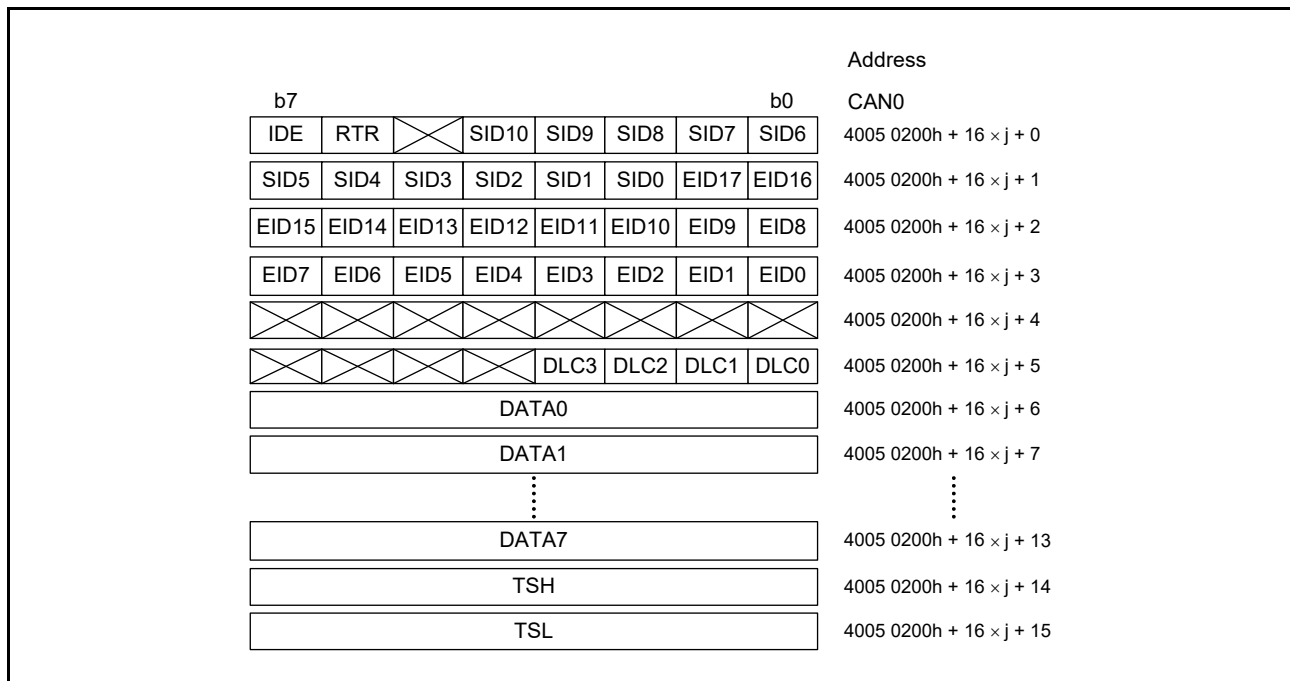 Address
b7 b0 CAN0
IDE RTR SID10 SID9 SID8 SID7 SID6 4005 0200h + 16 × j + 0
SID5 SID4 SID3 SID2 SID1 SID0 EID17 EID16 4005 0200h + 16 × j + 1
EID15 EID14 EID13 EID12 EID11 EID10 EID9 EID8 4005 0200h + 16 × j + 2
EID7 EID6 EID5 EID4 EID3 EID2 EID1 EID0 4005 0200h + 16 × j + 3
4005 0200h + 16 × j + 4
DLC3 DLC2 DLC1 DLC0 4005 0200h + 16 × j + 5
DATA0 4005 0200h + 16 × j + 6
DATA1 4005 0200h + 16 × j + 7
DATA7 4005 0200h + 16 × j + 13
TSH 4005 0200h + 16 × j + 14
TSL 4005 0200h + 16 × j + 15